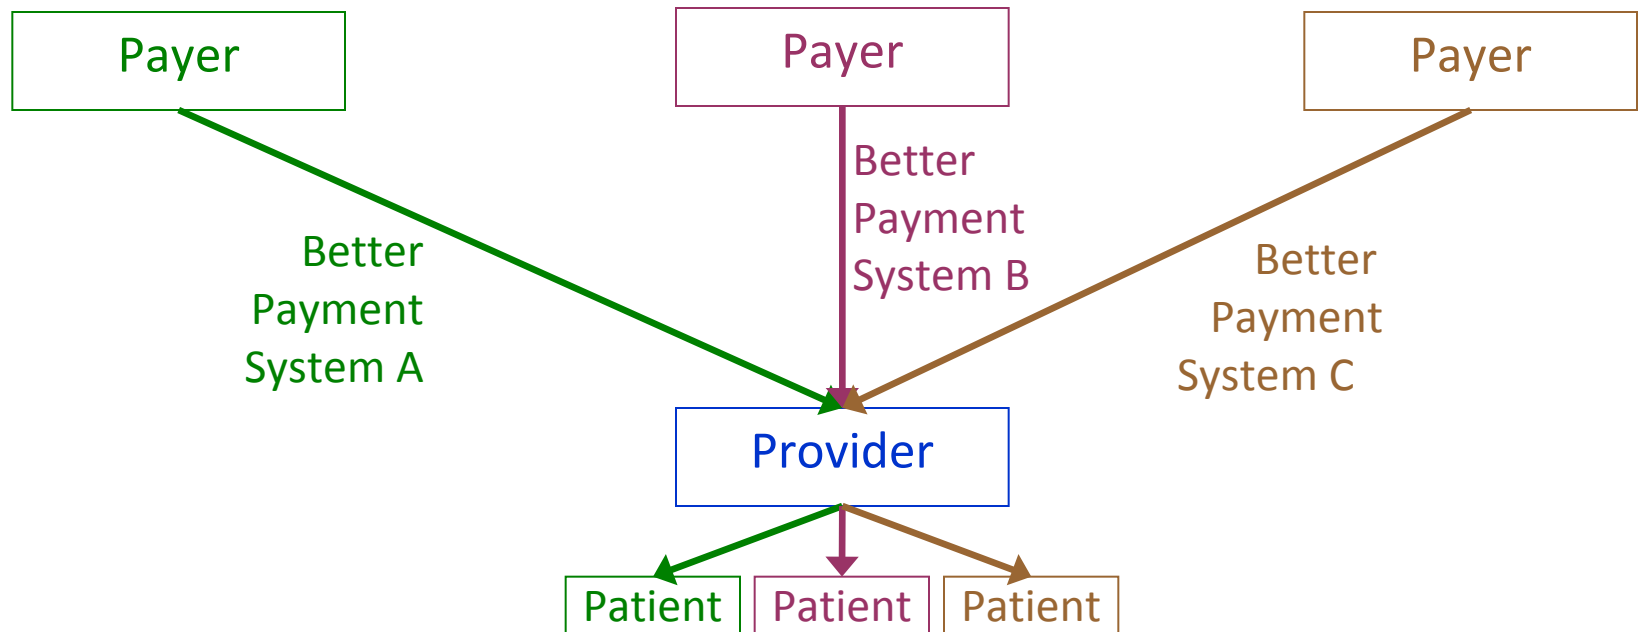 Payer
Payer
Payer
Better
Payment
System A
Better
Payment
System B
Better
Payment
System C
Provider
Patient
Patient
Patient